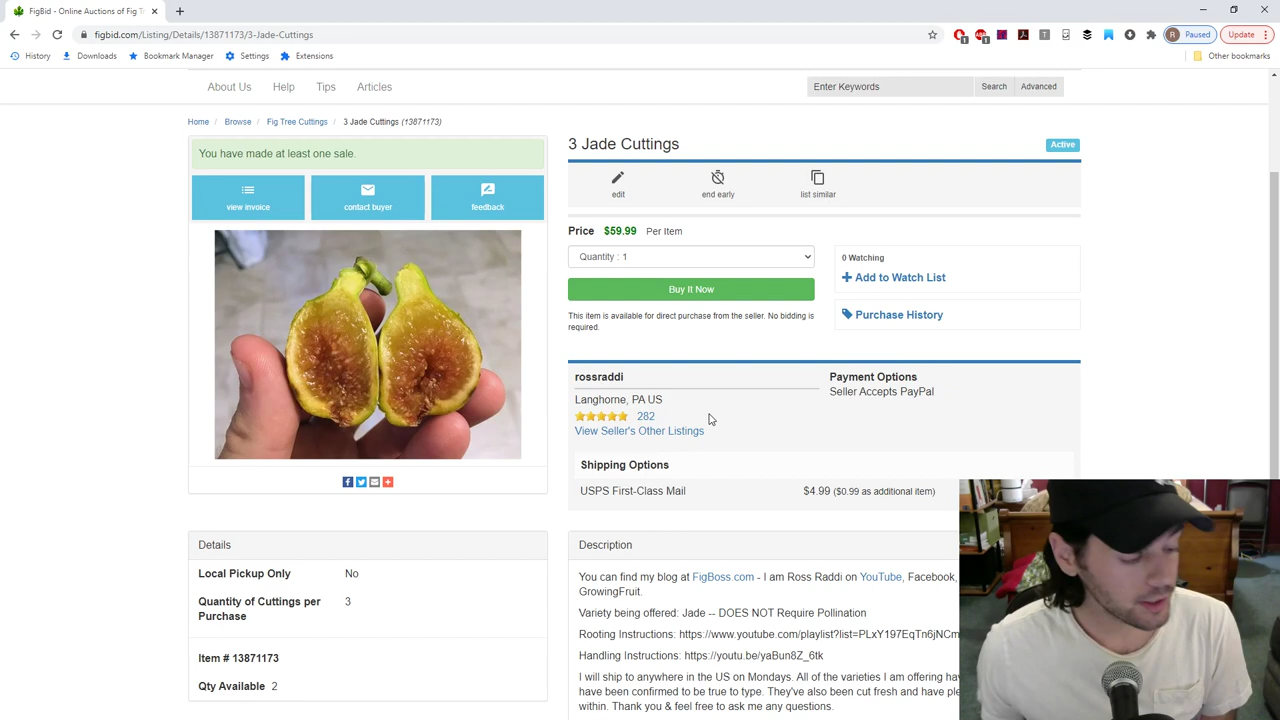 FigBid - Online Auctions of Fig Tr
figbid.com/Listing/Details/13871173/3-Jade-Cuttings
Paused
Update
History
Downloads
Bookmark Manager
Settings
Extensions
Other bookmarks
About Us
Help
Tips
Articles
Enter Keywords
Search
Advanced
Home / Browse / Fig Tree Cuttings / 3 Jade Cuttings (13871173)
You have made at least one sale.
view invoice
contact buyer
feedback
3 Jade Cuttings
Active
edit
end early
list similar
Price $59.99 Per Item
Quantity : 1
Buy It Now
This item is available for direct purchase from the seller. No bidding is
required.
0 Watching
Add to Watch List
Purchase History
rossraddi
Langhorne, PA US
282
View Seller's Other Listings
Payment Options
Seller Accepts PayPal
Shipping Options
USPS First-Class Mail $4.99 ($0.99 as additional item)
Details
Local Pickup Only No
Quantity of Cuttings per
Purchase
3
Item # 13871173
Qty Available 2
Description
You can find my blog at FigBoss.com - I am Ross Raddi on YouTube, Facebook,
GrowingFruit.
Variety being offered: Jade -- DOES NOT Require Pollination
Rooting Instructions: https://www.youtube.com/playlist?list=PLxY197EqTn6jNCm
Handling Instructions: https://youtu.be/yaBun8Z_6tk
I will ship to anywhere in the US on Mondays. All of the varieties I am offering hav
have been confirmed to be true to type. They've also been cut fresh and have ple
within. Thank you & feel free to ask me any questions.